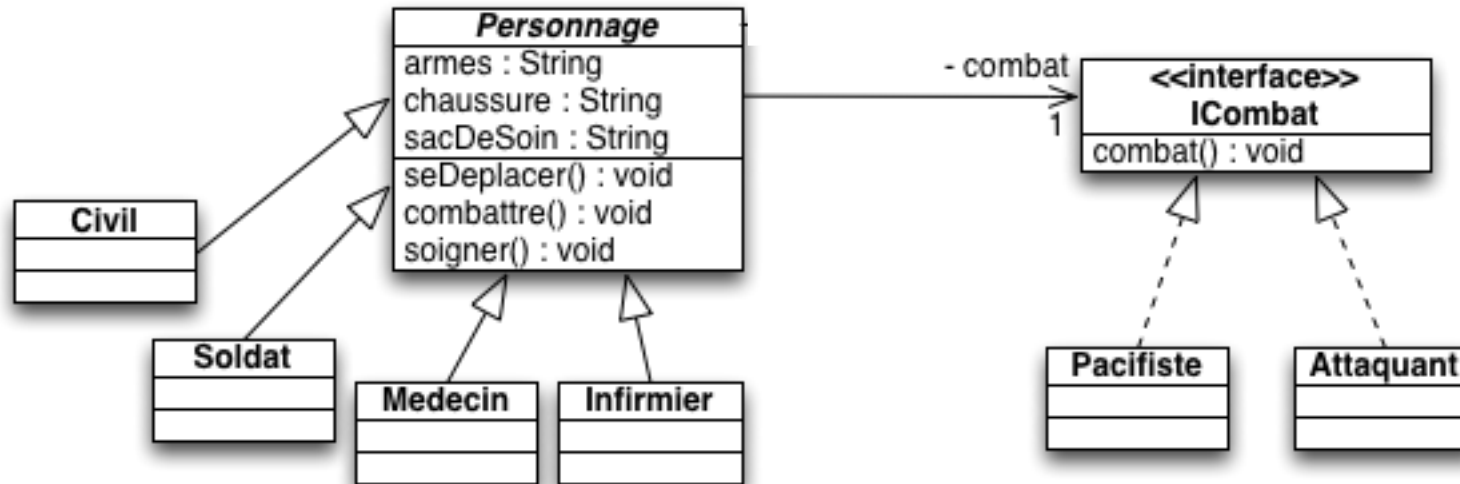 Personnage
armes : String
chaussure : String
sacDeSoin : String
seDeplacer() : void
combattre() : void
soigner() : void
- combat
1
<<interface>>
ICombat
combat() : void
Civil
Soldat
Medecin
Infirmier
Pacifiste
Attaquant